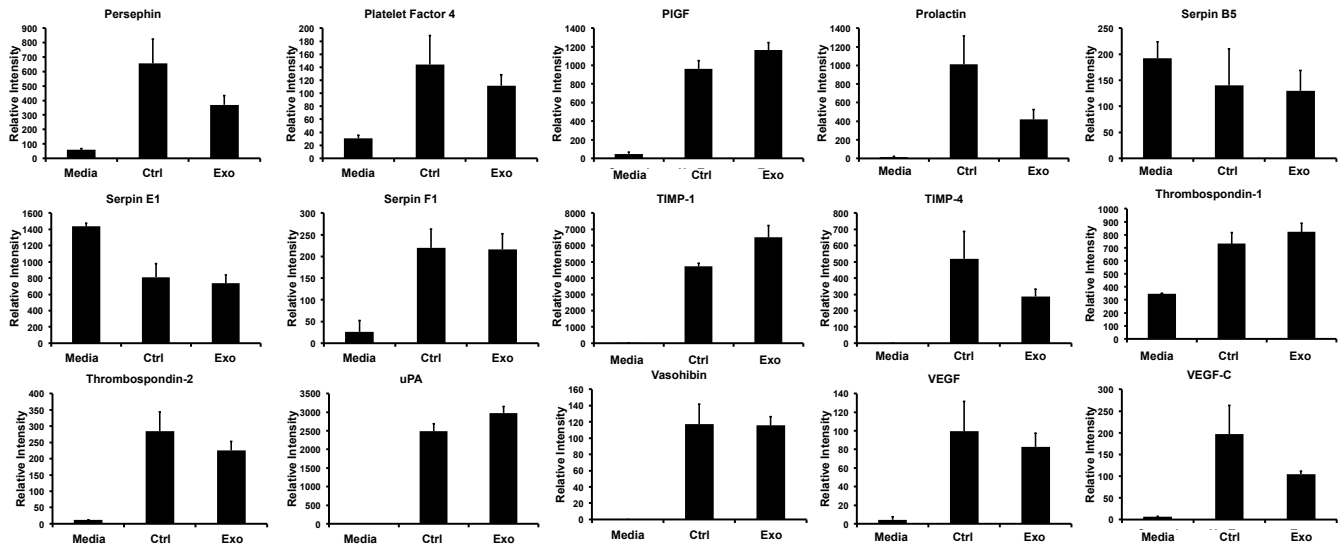 Persephin
Relative Intensity
900
800
700
600
500
400
300
200
100
0
Media Ctrl Exo
Platelet Factor 4
Relative Intensity
200
180
160
140
120
100
80
60
40
20
0
Media Ctrl Exo
PlGF
Relative Intensity
1400
1200
1000
800
600
400
200
0
Media Ctrl Exo
Prolactin
Relative Intensity
1400
1200
1000
800
600
400
200
0
Media Ctrl Exo
Serpin B5
Relative Intensity
250
200
150
100
50
0
Media Ctrl Exo
Serpin E1
Relative Intensity
1600
1400
1200
1000
800
600
400
200
0
Media Ctrl Exo
Serpin F1
Relative Intensity
300
250
200
150
100
50
0
Media Ctrl Exo
TIMP-1
Relative Intensity
8000
7000
6000
5000
4000
3000
2000
1000
0
Media Ctrl Exo
TIMP-4
Relative Intensity
800
700
600
500
400
300
200
100
0
Media Ctrl Exo
Thrombospondin-1
Relative Intensity
1000
900
800
700
600
500
400
300
200
100
0
Media Ctrl Exo
Thrombospondin-2
Relative Intensity
400
350
300
250
200
150
100
50
0
Media Ctrl Exo
uPA
Relative Intensity
3500
3000
2500
2000
1500
1000
500
0
Media Ctrl Exo
Vasohibin
Relative Intensity
160
140
120
100
80
60
40
20
0
Media Ctrl Exo
VEGF
Relative Intensity
140
120
100
80
60
40
20
0
Media Ctrl Exo
VEGF-C
Relative Intensity
300
250
200
150
100
50
0
Media Ctrl Exo